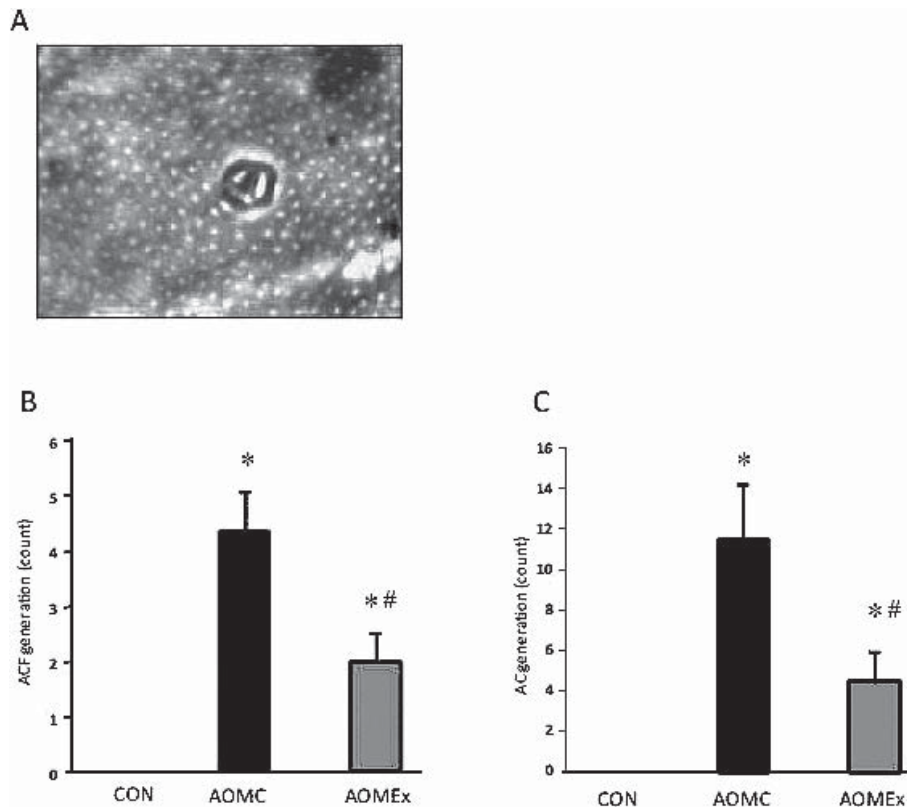 A
B
ACF generation (count)
6
5
4
3
2
1
0
*
*#
CON AOMC AOMEx
C
AC generation (count)
16
14
12
10
8
6
4
2
0
*
*#
CON AOMC AOMEx